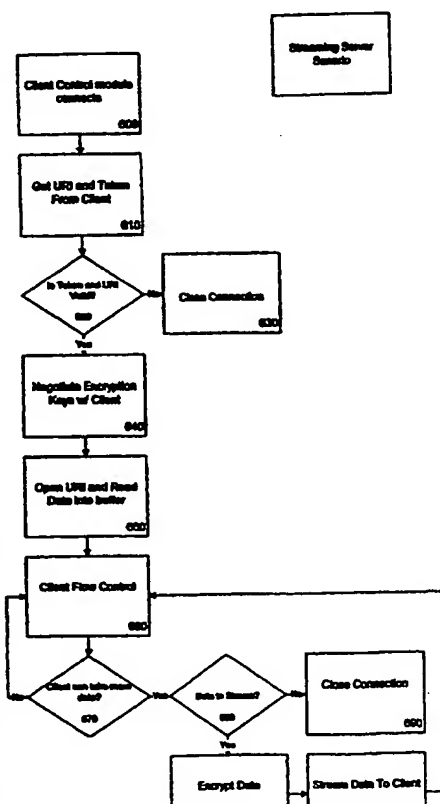 Streaming Server
Scenario
Client Control module
connects
605
Get URI and Token
From Client
610
Is Token and URI
Valid?
No
Close Connection
630
Yes
Negotiate Encryption
Keys w/ Client
640
Open URI and Read
Data into buffer
Client Flow Control
Client can take more
data?
670
No
Yes
Data to Stream?
No
Close Connection
690
Yes
Encrypt Data
Stream Data To Client